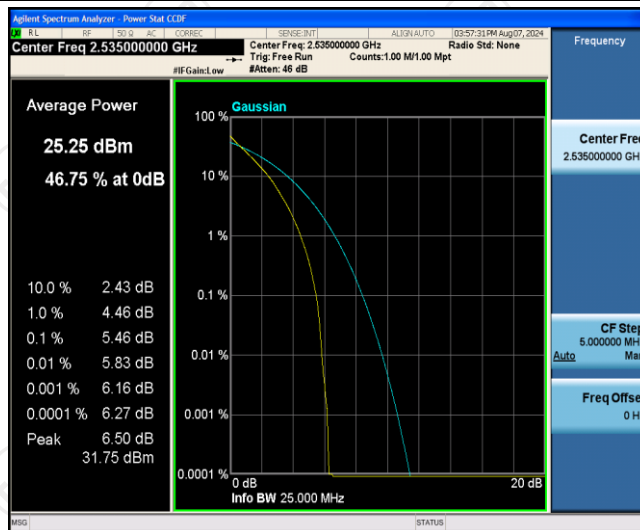 Agilent Spectrum Analyzer - Power Stat CCDF
RL RF 50 Ω AC CORREC SENSE:INT ALIGN AUTO 03:57:31 PM Aug 07, 2024
Center Freq 2.535000000 GHz
Center Freq: 2.535000000 GHz Radio Std: None
Trig: Free Run Counts:1.00 M/1.00 Mpt
#IFGain:Low #Atten: 46 dB
Frequency
Average Power
25.25 dBm
46.75 % at 0dB
10.0 % 2.43 dB
1.0 % 4.46 dB
0.1 % 5.46 dB
0.01 % 5.83 dB
0.001 % 6.16 dB
0.0001 % 6.27 dB
Peak 6.50 dB
31.75 dBm
Gaussian
100 %
10 %
1 %
0.1 %
0.01 %
0.001 %
0.0001 %
0 dB 20 dB
Info BW 25.000 MHz
Center Freq
2.535000000 GH
CF Step
5.000000 MH
Auto Ma
Freq Offse
0 H
MSG STATUS